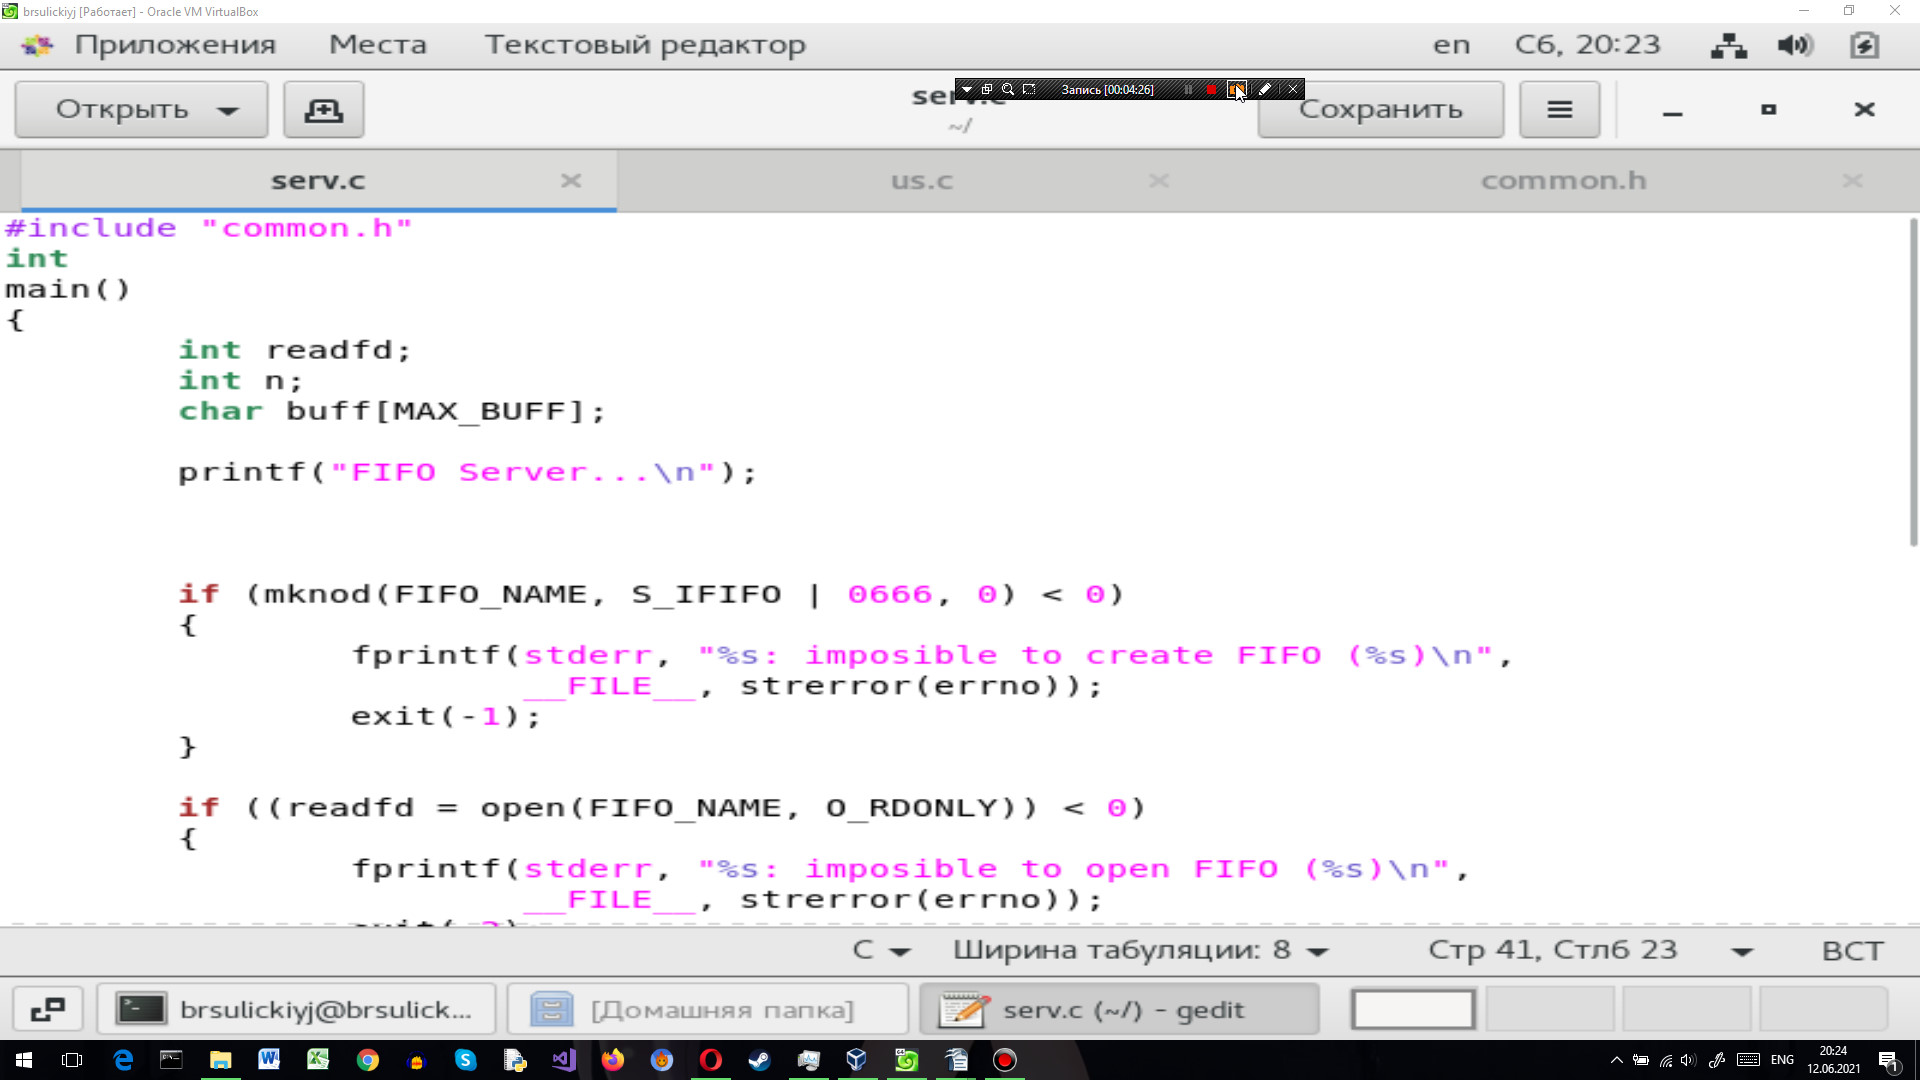 brsulickiyj [Работает] - Oracle VM VirtualBox
Приложения Места Текстовый редактор en Сб, 20:23
Открыть Запись [00:04:26] Сохранить
~/
serv.c us.c common.h
#include "common.h"
int
main()
{
int readfd;
int n;
char buff[MAX_BUFF];
printf("FIFO Server...\n");
if (mknod(FIFO_NAME, S_IFIFO | 0666, 0) < 0)
{
fprintf(stderr, "%s: imposible to create FIFO (%s)\n",
__FILE__, strerror(errno));
exit(-1);
}
if ((readfd = open(FIFO_NAME, O_RDONLY)) < 0)
{
fprintf(stderr, "%s: imposible to open FIFO (%s)\n",
__FILE__, strerror(errno));
C Ширина табуляции: 8 Стр 41, Стлб 23 ВСТ
brsulickiyj@brsulick... [Домашняя папка] serv.c (~/) - gedit
ENG 20:24
12.06.2021